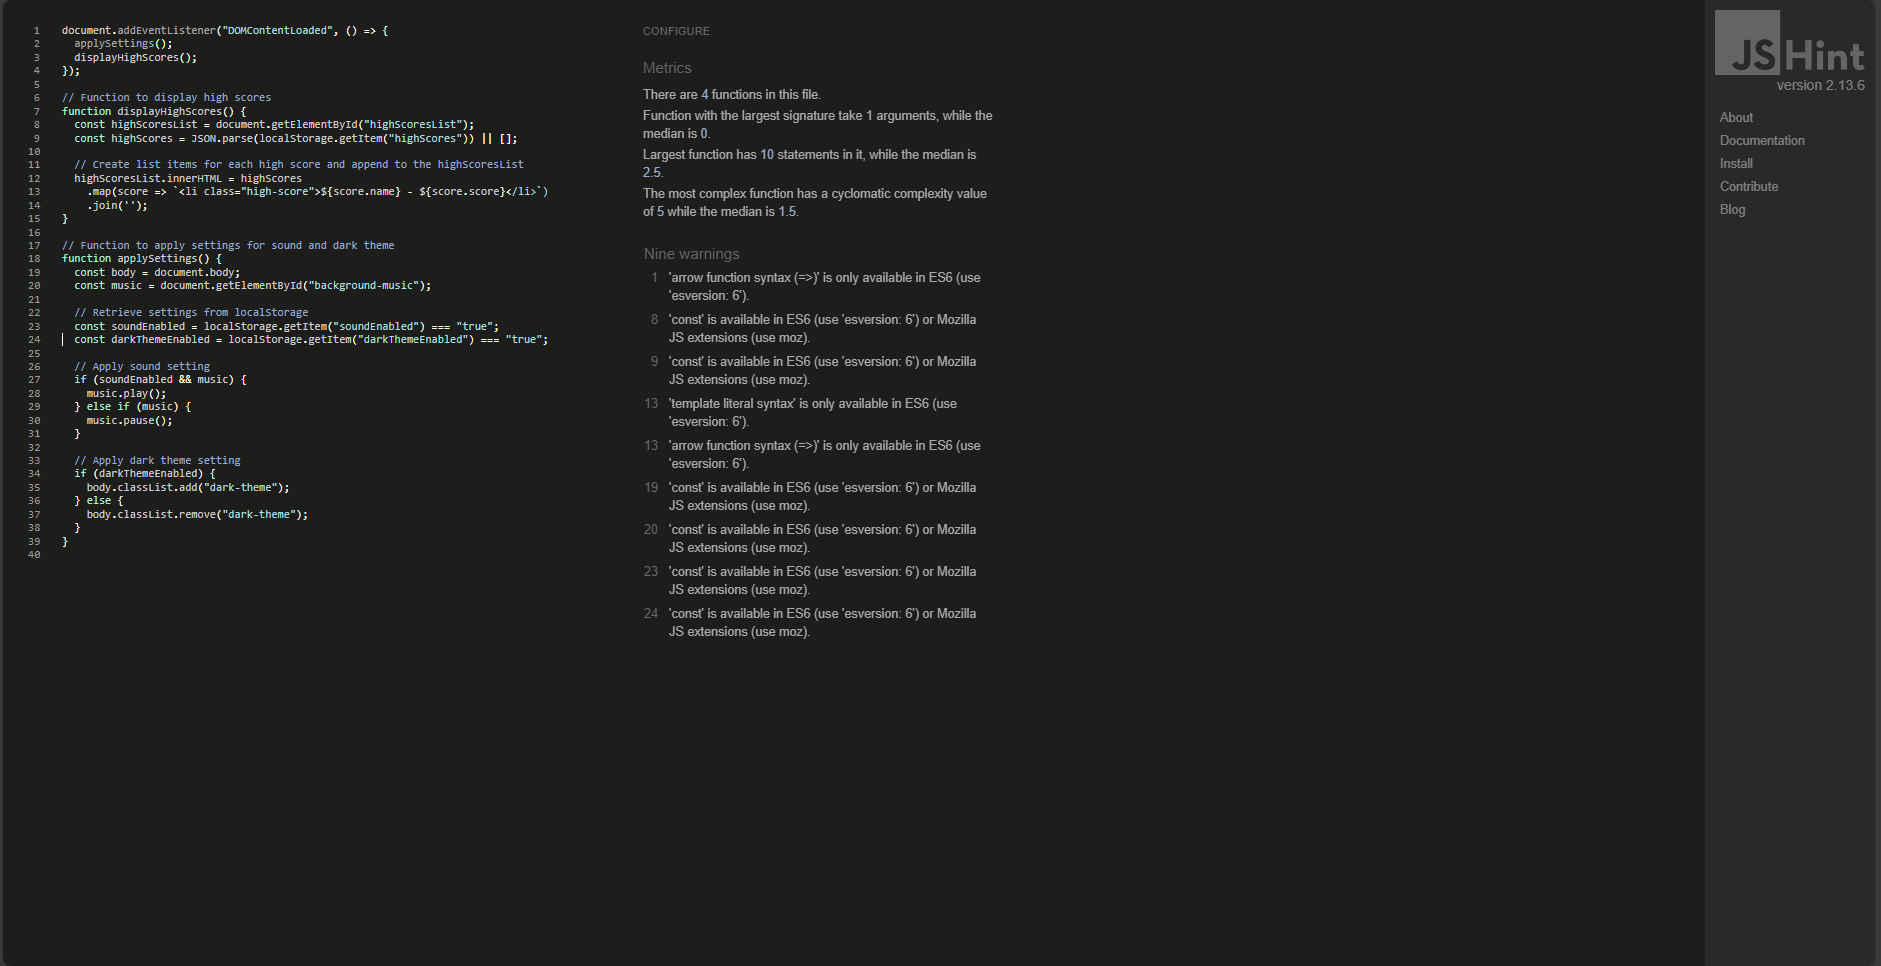 1 document.addEventListener("DOMContentLoaded", () => {
2 applySettings();
3 displayHighScores();
4 });
5
6 // Function to display high scores
7 function displayHighScores() {
8 const highScoresList = document.getElementById("highScoresList");
9 const highScores = JSON.parse(localStorage.getItem("highScores")) || [];
10
11 // Create list items for each high score and append to the highScoresList
12 highScoresList.innerHTML = highScores
13 .map(score => `<li class="high-score">${score.name} - ${score.score}</li>`)
14 .join('');
15 }
16
17 // Function to apply settings for sound and dark theme
18 function applySettings() {
19 const body = document.body;
20 const music = document.getElementById("background-music");
21
22 // Retrieve settings from localStorage
23 const soundEnabled = localStorage.getItem("soundEnabled") === "true";
24 const darkThemeEnabled = localStorage.getItem("darkThemeEnabled") === "true";
25
26 // Apply sound setting
27 if (soundEnabled && music) {
28 music.play();
29 } else if (music) {
30 music.pause();
31 }
32
33 // Apply dark theme setting
34 if (darkThemeEnabled) {
35 body.classList.add("dark-theme");
36 } else {
37 body.classList.remove("dark-theme");
38 }
39 }
40
CONFIGURE
Metrics
There are 4 functions in this file.
Function with the largest signature take 1 arguments, while the
median is 0.
Largest function has 10 statements in it, while the median is
2.5.
The most complex function has a cyclomatic complexity value
of 5 while the median is 1.5.
Nine warnings
1 'arrow function syntax (=>)' is only available in ES6 (use
'esversion: 6').
8 'const' is available in ES6 (use 'esversion: 6') or Mozilla
JS extensions (use moz).
9 'const' is available in ES6 (use 'esversion: 6') or Mozilla
JS extensions (use moz).
13 'template literal syntax' is only available in ES6 (use
'esversion: 6').
13 'arrow function syntax (=>)' is only available in ES6 (use
'esversion: 6').
19 'const' is available in ES6 (use 'esversion: 6') or Mozilla
JS extensions (use moz).
20 'const' is available in ES6 (use 'esversion: 6') or Mozilla
JS extensions (use moz).
23 'const' is available in ES6 (use 'esversion: 6') or Mozilla
JS extensions (use moz).
24 'const' is available in ES6 (use 'esversion: 6') or Mozilla
JS extensions (use moz).
JSHint
version 2.13.6
About
Documentation
Install
Contribute
Blog